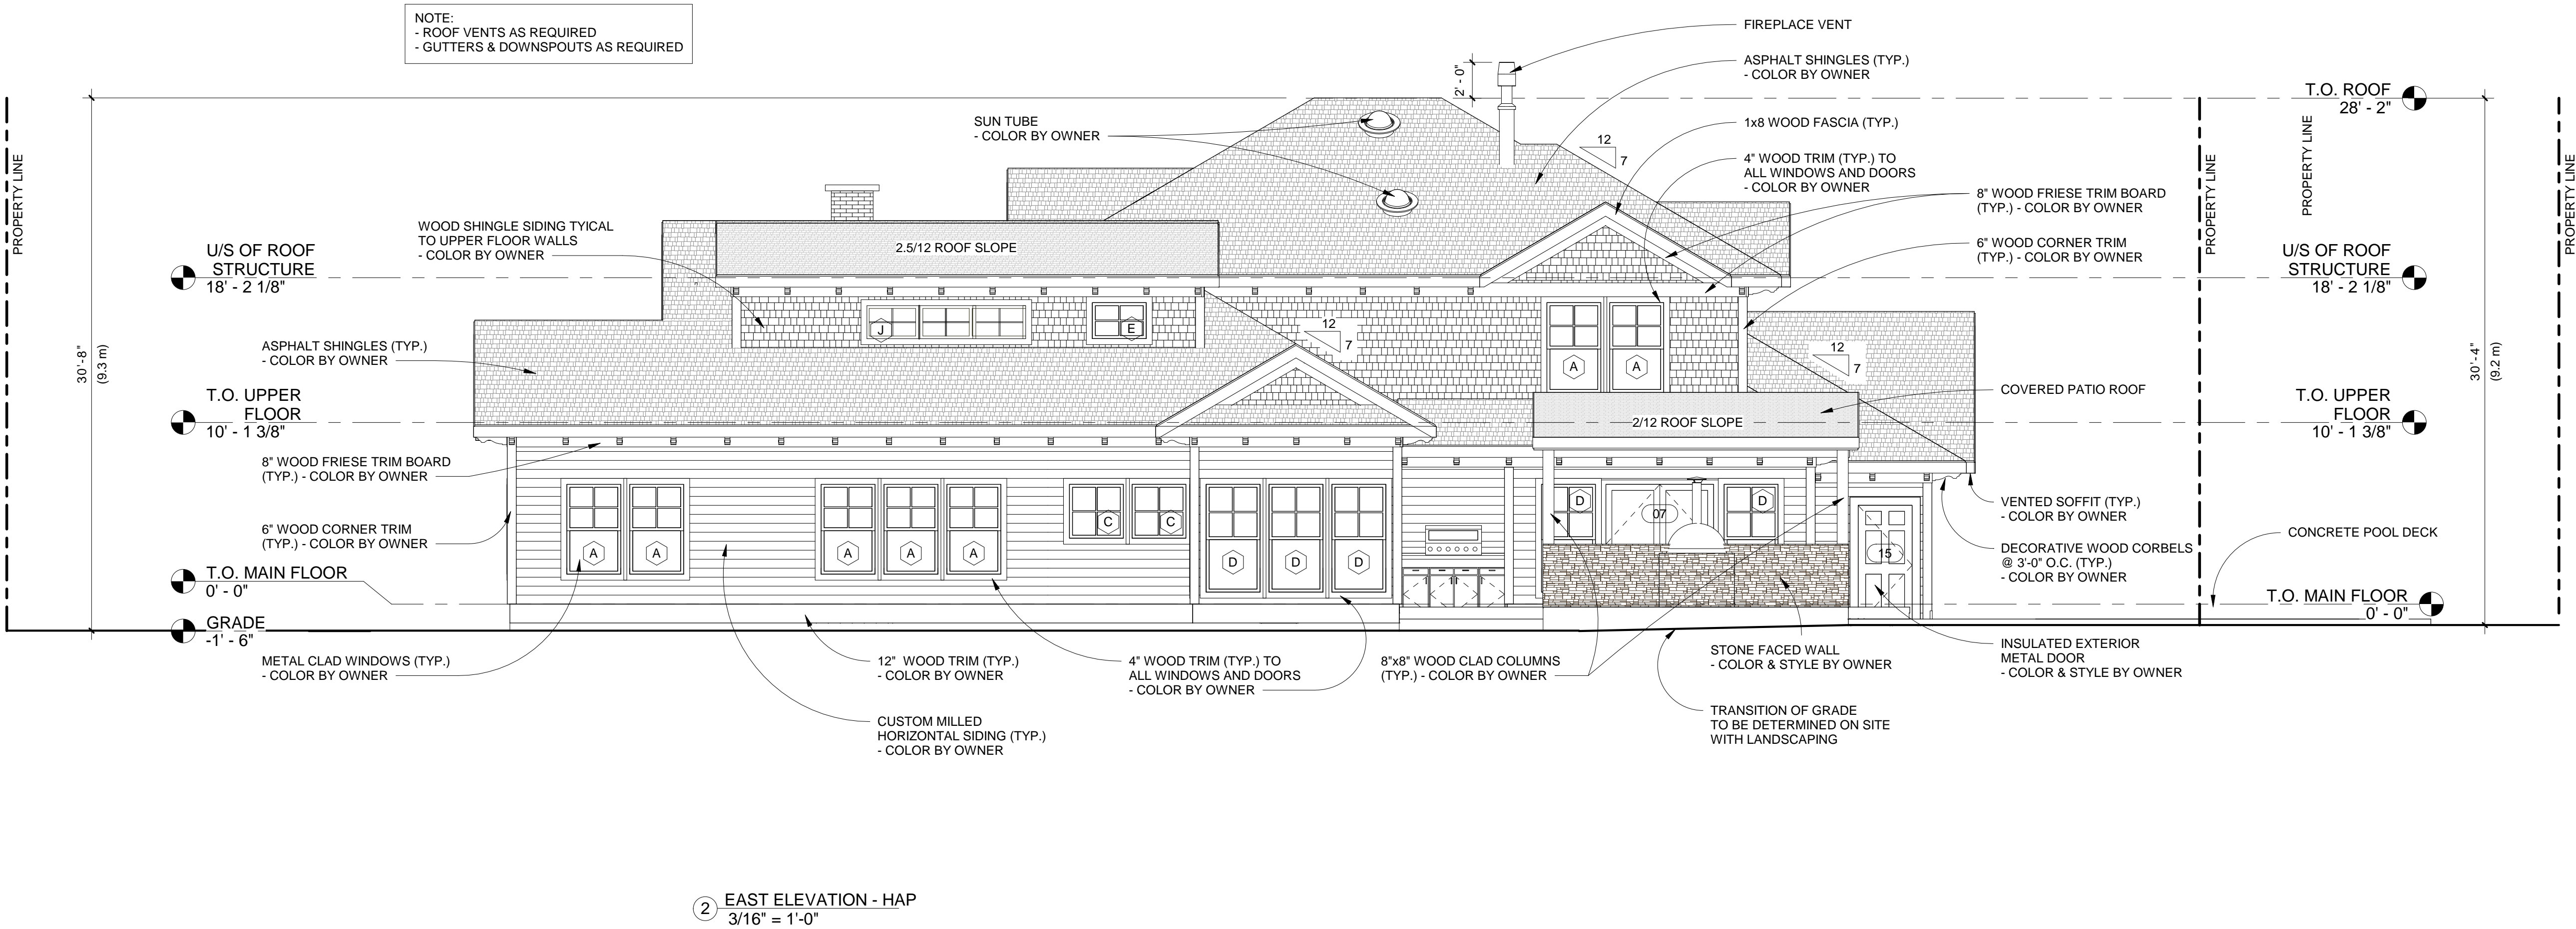 NOTE:
- ROOF VENTS AS REQUIRED
- GUTTERS & DOWNSPOUTS AS REQUIRED
FIREPLACE VENT
ASPHALT SHINGLES (TYP.)
- COLOR BY OWNER
2' - 0"
T.O. ROOF
28' - 2"
SUN TUBE
- COLOR BY OWNER
1x8 WOOD FASCIA (TYP.)
12
7
4" WOOD TRIM (TYP.) TO
ALL WINDOWS AND DOORS
- COLOR BY OWNER
8" WOOD FRIESE TRIM BOARD
(TYP.) - COLOR BY OWNER
PROPERTY LINE
PROPERTY LINE
PROPERTY LINE
PROPERTY LINE
WOOD SHINGLE SIDING TYICAL
TO UPPER FLOOR WALLS
- COLOR BY OWNER
2.5/12 ROOF SLOPE
6" WOOD CORNER TRIM
(TYP.) - COLOR BY OWNER
U/S OF ROOF
STRUCTURE
18' - 2 1/8"
U/S OF ROOF
STRUCTURE
18' - 2 1/8"
J
E
12
7
A
A
12
7
30'-8"
(9.3 m)
30'-4"
(9.2 m)
ASPHALT SHINGLES (TYP.)
- COLOR BY OWNER
COVERED PATIO ROOF
T.O. UPPER
FLOOR
10' - 1 3/8"
2/12 ROOF SLOPE
T.O. UPPER
FLOOR
10' - 1 3/8"
8" WOOD FRIESE TRIM BOARD
(TYP.) - COLOR BY OWNER
6" WOOD CORNER TRIM
(TYP.) - COLOR BY OWNER
A
A
A
A
A
C
C
D
D
D
D
07
D
15
VENTED SOFFIT (TYP.)
- COLOR BY OWNER
CONCRETE POOL DECK
DECORATIVE WOOD CORBELS
@ 3'-0" O.C. (TYP.)
- COLOR BY OWNER
T.O. MAIN FLOOR
0' - 0"
T.O. MAIN FLOOR
0' - 0"
GRADE
-1' - 6"
METAL CLAD WINDOWS (TYP.)
- COLOR BY OWNER
12" WOOD TRIM (TYP.)
- COLOR BY OWNER
4" WOOD TRIM (TYP.) TO
ALL WINDOWS AND DOORS
- COLOR BY OWNER
8"x8" WOOD CLAD COLUMNS
(TYP.) - COLOR BY OWNER
STONE FACED WALL
- COLOR & STYLE BY OWNER
INSULATED EXTERIOR
METAL DOOR
- COLOR & STYLE BY OWNER
CUSTOM MILLED
HORIZONTAL SIDING (TYP.)
- COLOR BY OWNER
TRANSITION OF GRADE
TO BE DETERMINED ON SITE
WITH LANDSCAPING
2
EAST ELEVATION - HAP
3/16" = 1'-0"